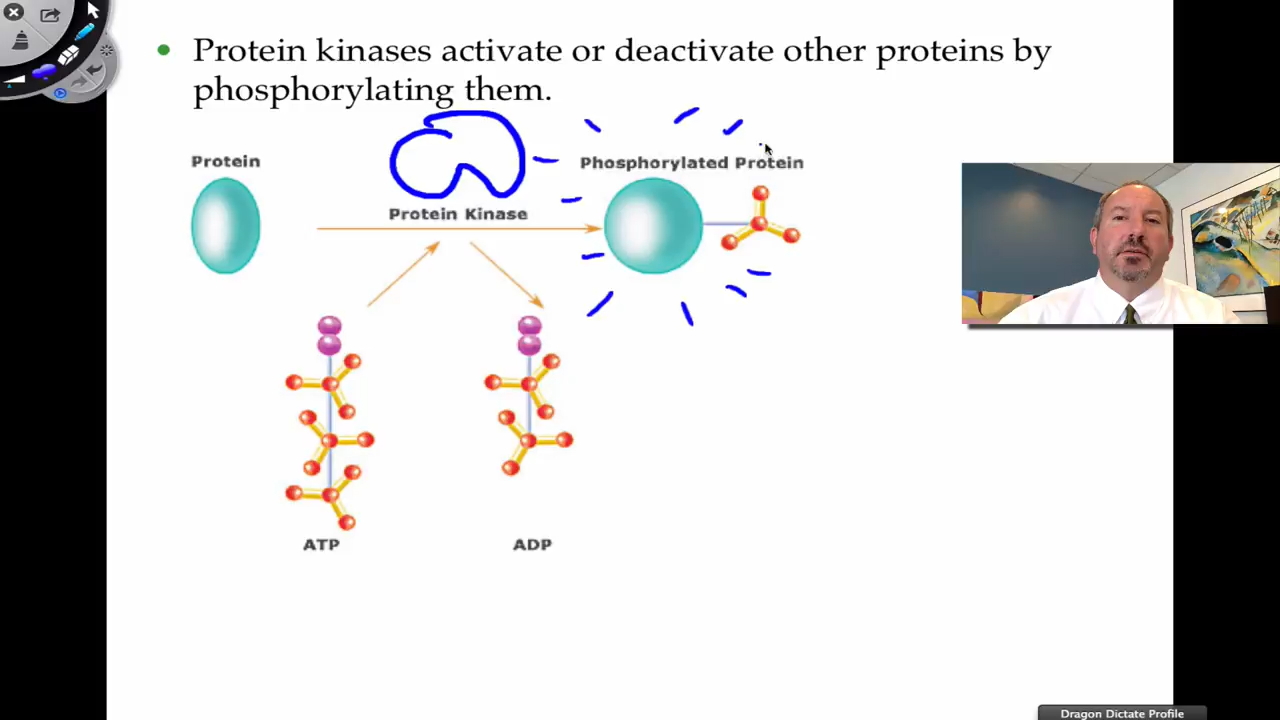 • Protein kinases activate or deactivate other proteins by
phosphorylating them.
Protein
Phosphorylated Protein
Protein Kinase
ATP
ADP
Dragon Dictate Profile